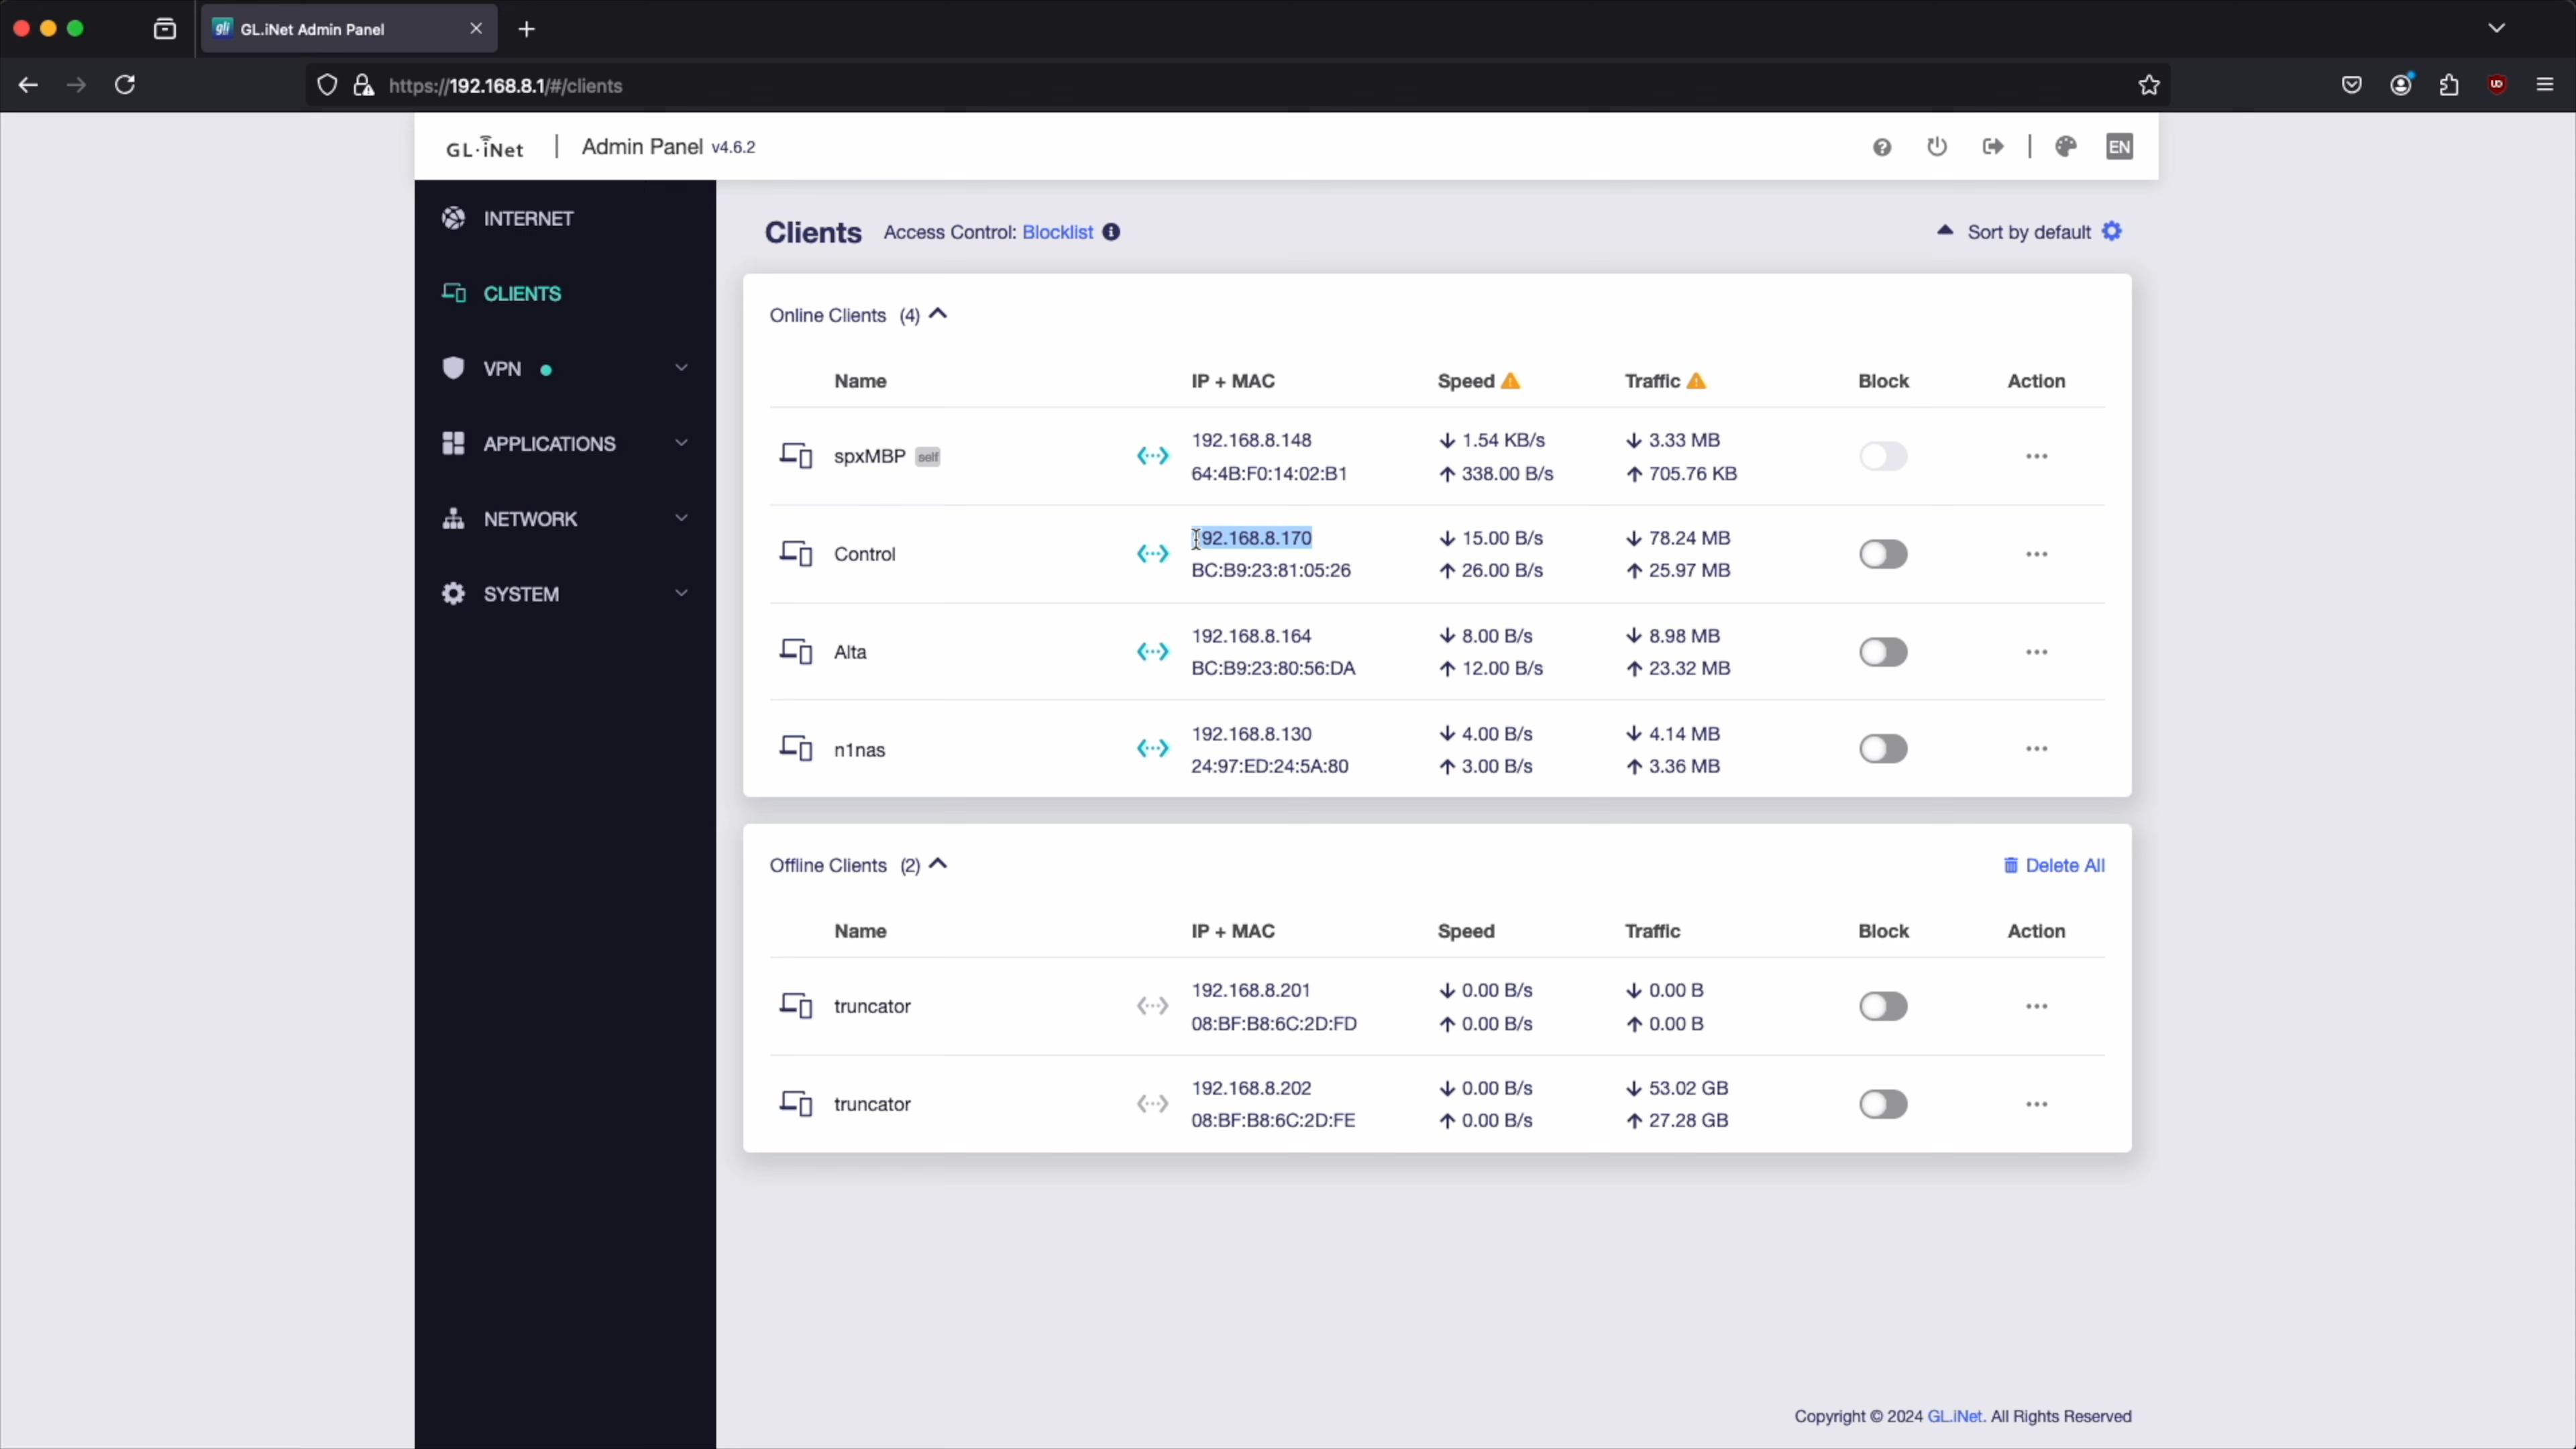 GL.iNet Admin Panel
https://192.168.8.1/#/clients
GL·iNet | Admin Panel v4.6.2
EN
INTERNET
CLIENTS
VPN
APPLICATIONS
NETWORK
SYSTEM
Clients Access Control: Blocklist
Sort by default
Online Clients (4)
Name IP + MAC Speed Traffic Block Action
spxMBP self
192.168.8.148 1.54 KB/s 3.33 MB
64:4B:F0:14:02:B1 338.00 B/s 705.76 KB
Control
192.168.8.170 15.00 B/s 78.24 MB
BC:B9:23:81:05:26 26.00 B/s 25.97 MB
Alta
192.168.8.164 8.00 B/s 8.98 MB
BC:B9:23:80:56:DA 12.00 B/s 23.32 MB
n1nas
192.168.8.130 4.00 B/s 4.14 MB
24:97:ED:24:5A:80 3.00 B/s 3.36 MB
Offline Clients (2)
Delete All
Name IP + MAC Speed Traffic Block Action
truncator
192.168.8.201 0.00 B/s 0.00 B
08:BF:B8:6C:2D:FD 0.00 B/s 0.00 B
truncator
192.168.8.202 0.00 B/s 53.02 GB
08:BF:B8:6C:2D:FE 0.00 B/s 27.28 GB
Copyright © 2024 GL.iNet. All Rights Reserved